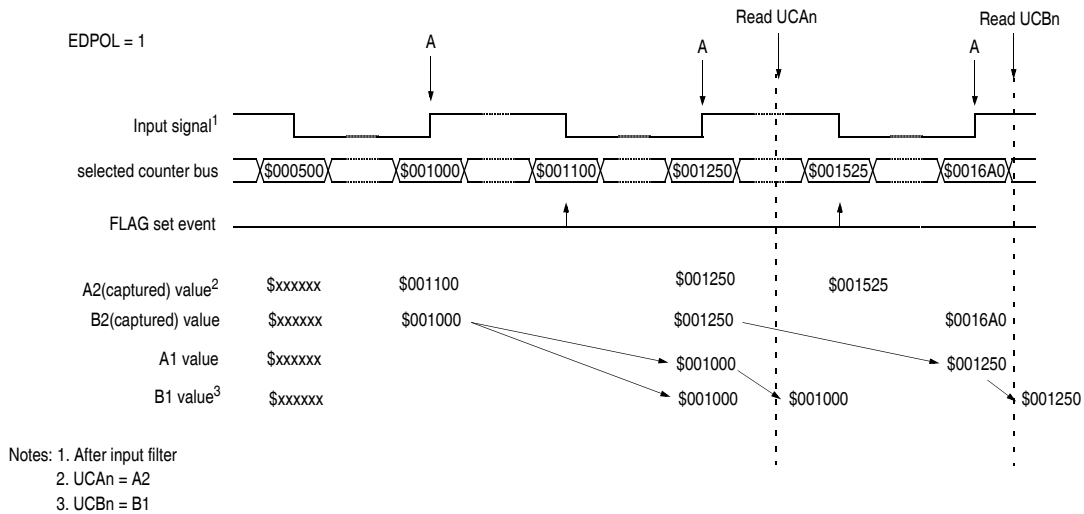 Read UCAn
Read UCBn
EDPOL = 1
A
A
A
Input signal1
selected counter bus $000500 $001000 $001100 $001250 $001525 $0016A0
FLAG set event
A2(captured) value2 $xxxxxx $001100 $001250 $001525
B2(captured) value $xxxxxx $001000 $001250 $0016A0
A1 value $xxxxxx $001000 $001250
B1 value3 $xxxxxx $001000 $001000 $001250
Notes: 1. After input filter
2. UCAn = A2
3. UCBn = B1